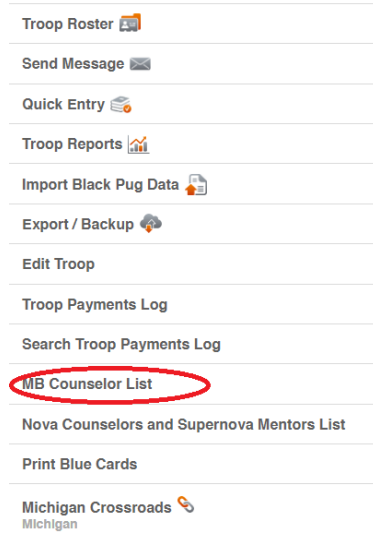 Troop Roster
Send Message
Quick Entry
Troop Reports
Import Black Pug Data
Export / Backup
Edit Troop
Troop Payments Log
Search Troop Payments Log
MB Counselor List
Nova Counselors and Supernova Mentors List
Print Blue Cards
Michigan Crossroads
Michigan